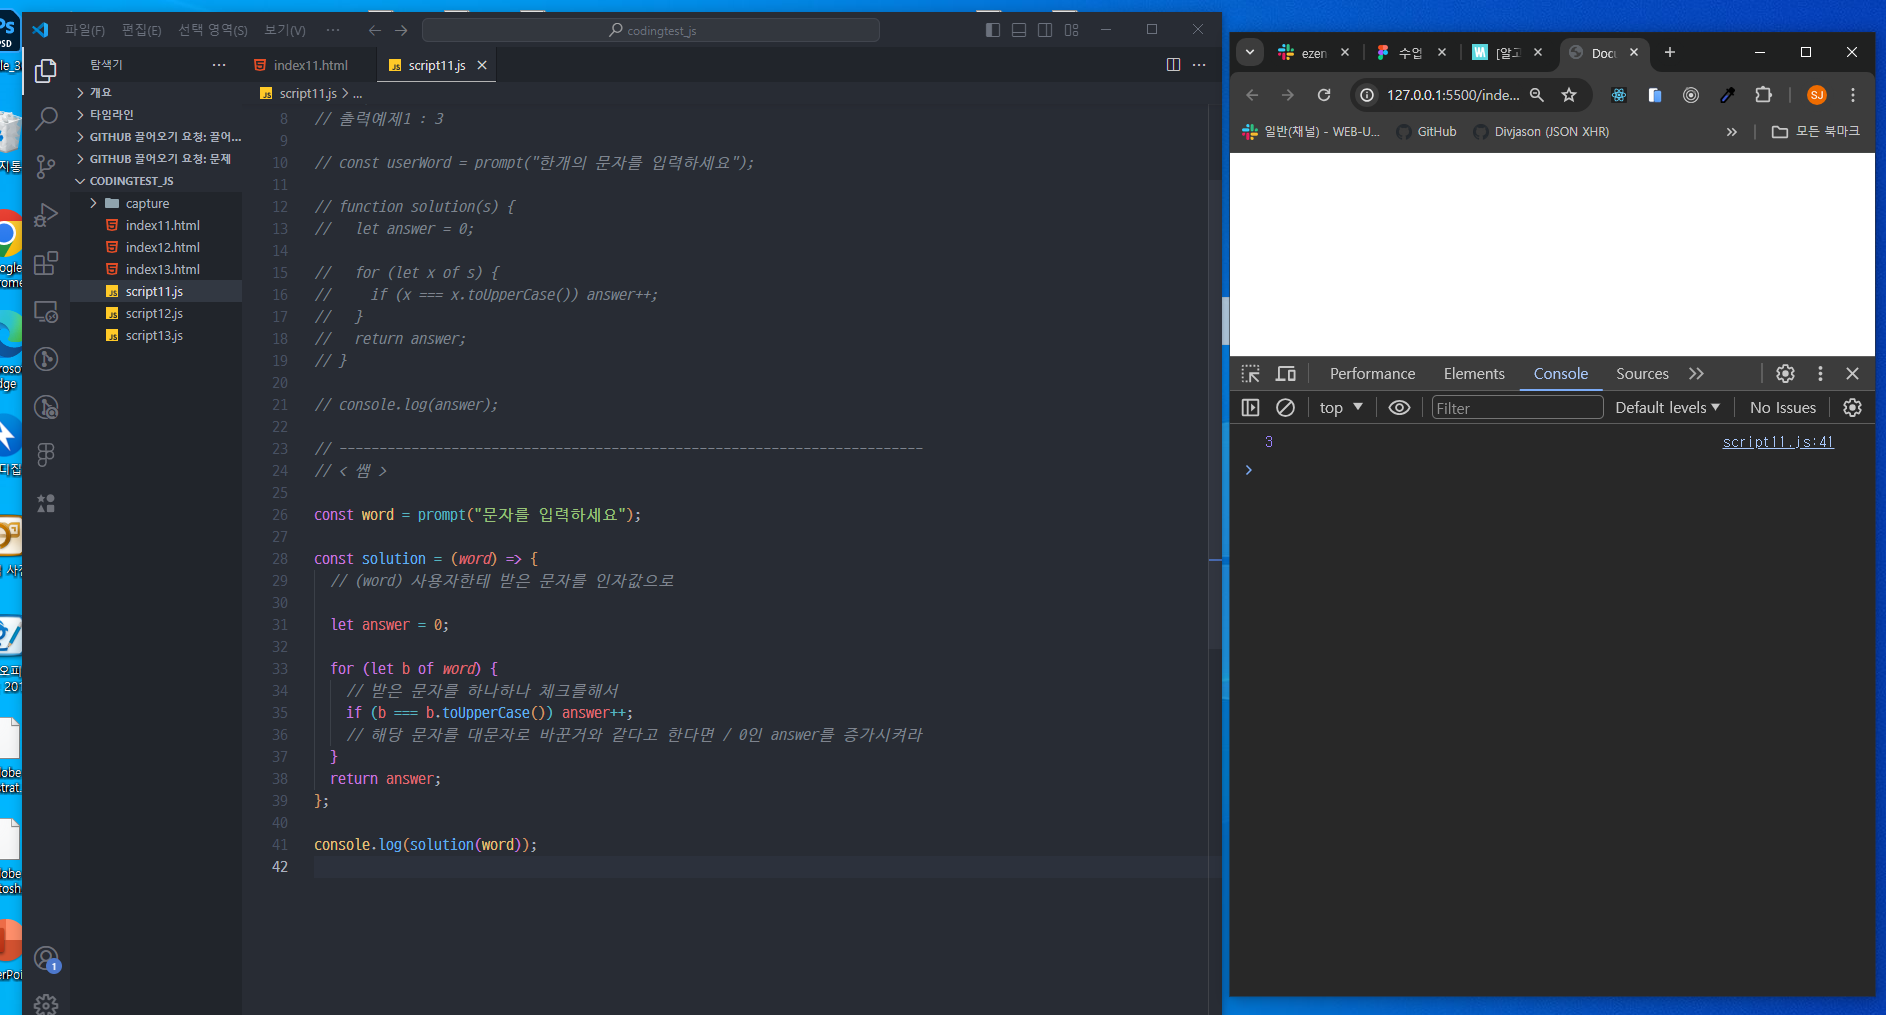 파일(F) 편집(E) 선택 영역(S) 보기(V) ··· codingtest_js
탐색기 ···
개요
타임라인
GITHUB 끌어오기 요청: 끌어...
GITHUB 끌어오기 요청: 문제
CODINGTEST_JS
capture
index11.html
index12.html
index13.html
script11.js
script12.js
script13.js
1
index11.html script11.js
script11.js > ...
8 // 출력예제1 : 3
9
10 // const userWord = prompt("한개의 문자를 입력하세요");
11
12 // function solution(s) {
13 //   let answer = 0;
14
15 //   for (let x of s) {
16 //     if (x === x.toUpperCase()) answer++;
17 //   }
18 //   return answer;
19 // }
20
21 // console.log(answer);
22
23 // -------------------------------------------------------------------------
24 // < 쌤 >
25
26 const word = prompt("문자를 입력하세요");
27
28 const solution = (word) => {
29   // (word) 사용자한테 받은 문자를 인자값으로
30
31   let answer = 0;
32
33   for (let b of word) {
34     // 받은 문자를 하나하나 체크를해서
35     if (b === b.toUpperCase()) answer++;
36     // 해당 문자를 대문자로 바꾼거와 같다고 한다면 / 0인 answer를 증가시켜라
37   }
38   return answer;
39 };
40
41 console.log(solution(word));
42
ezen 수업 [알고 Docu
127.0.0.1:5500/inde...
SJ
일반(채널) - WEB-U... GitHub Divjason (JSON XHR) » 모든 북마크
Performance Elements Console Sources »
top Filter Default levels No Issues
3 script11.js:41
>